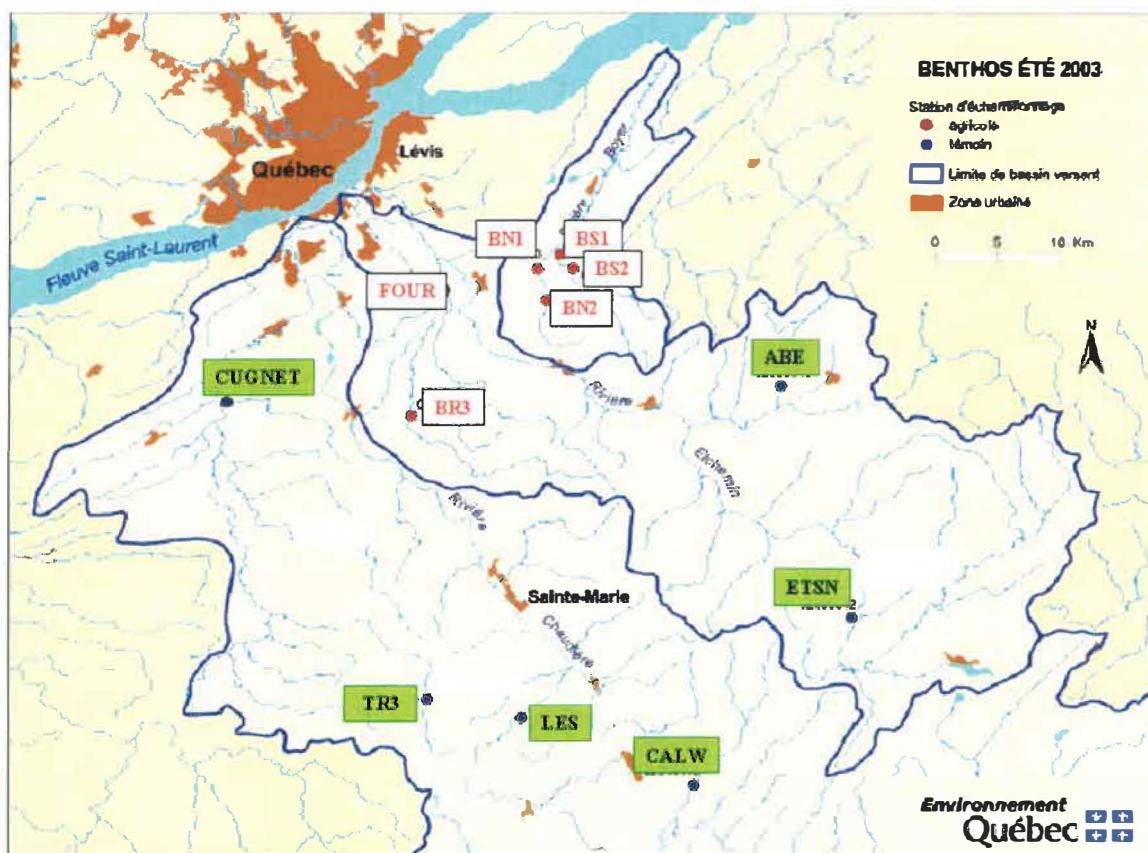 BENTHOS ÉTÉ 2003
Station d'échantillonnage
agricole
témoin
Limite de bassin versant
Zone urbaine
0 5 10 Km
N
Québec
Lévis
Fleuve Saint-Laurent
Boyer
BN1
BS1
BS2
BN2
FOUR
ABE
CUGNET
BR3
Rivière
Etchemin
Rivière
ETSN
Sainte-Marie
Chaudière
TR3
LES
CALW
Environnement
Québec